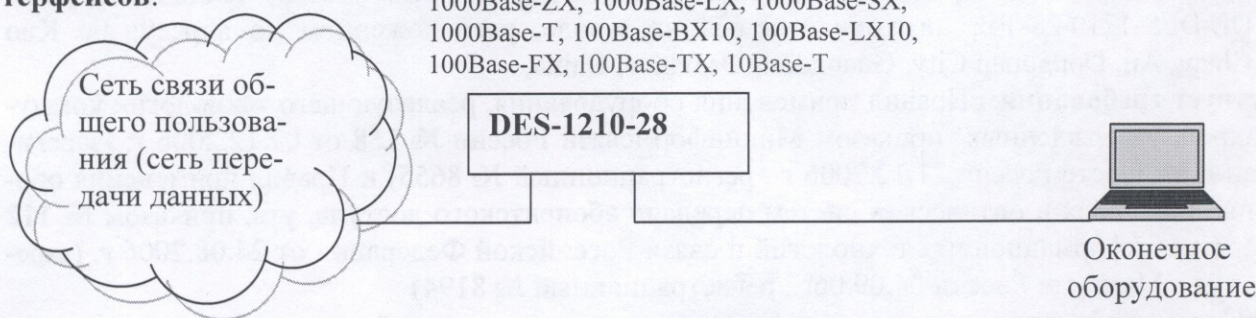 терфейсов:
1000Base-ZX, 1000Base-LX, 1000Base-SX,
1000Base-T, 100Base-BX10, 100Base-LX10,
100Base-FX, 100Base-TX, 10Base-T
Сеть связи об-
щего пользова-
ния (сеть пере-
дачи данных)
DES-1210-28
Оконечное
оборудование